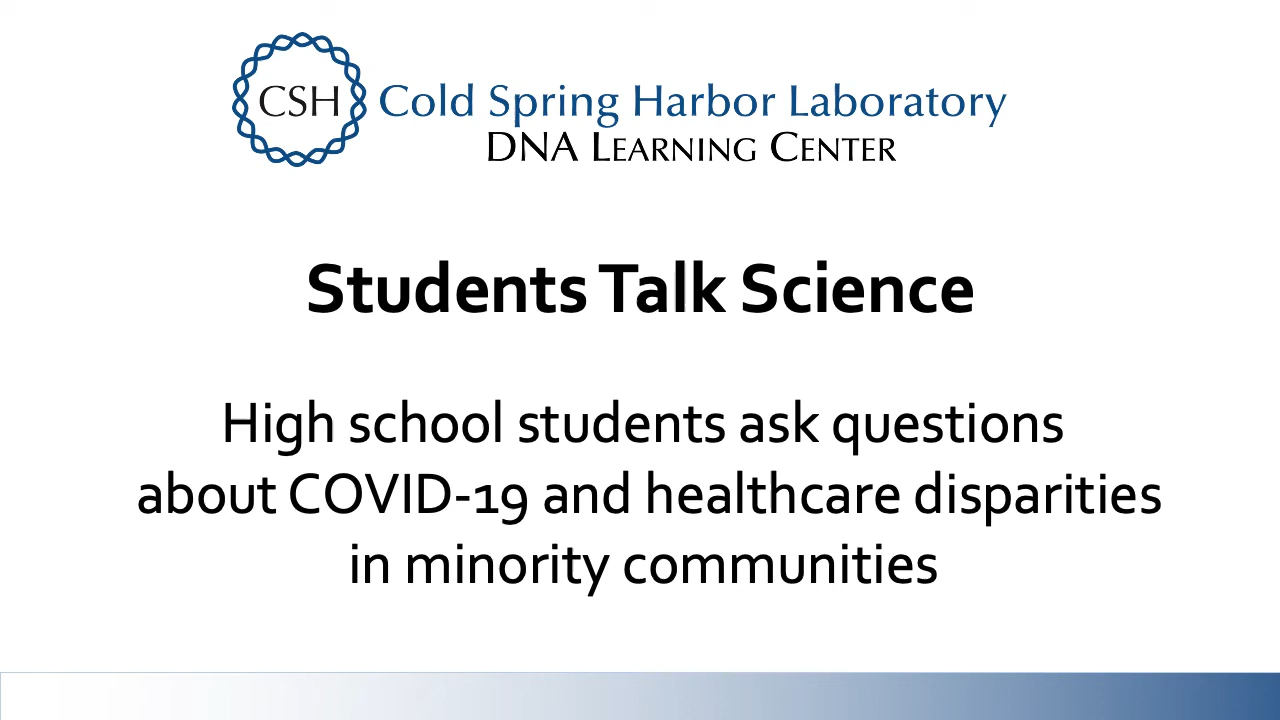 CSH Cold Spring Harbor Laboratory
DNA LEARNING CENTER
Students Talk Science
High school students ask questions
about COVID-19 and healthcare disparities
in minority communities